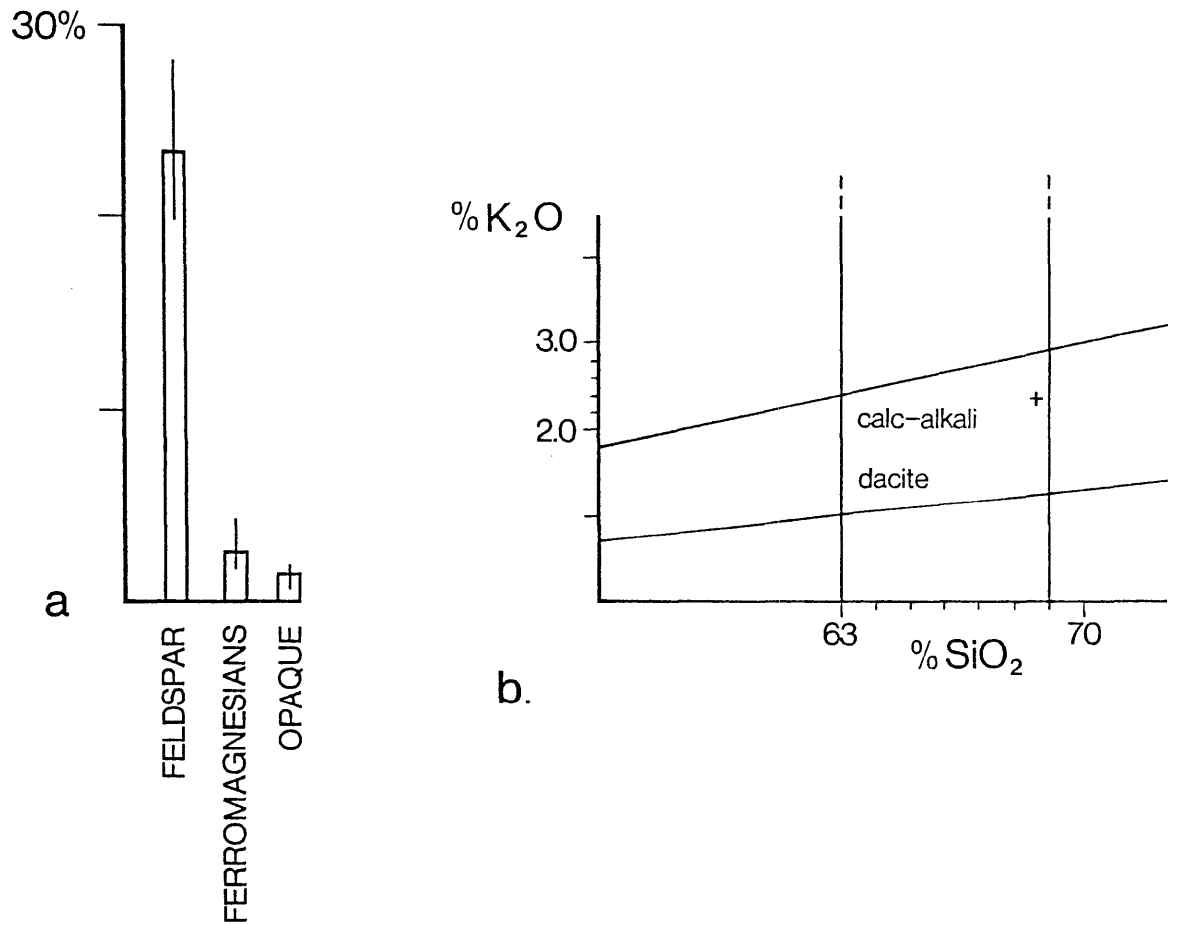 30%
a
FELDSPAR
FERROMAGNESIANS
OPAQUE
%K₂O
3.0
2.0
calc-alkali
dacite
63
70
%SiO₂
b.